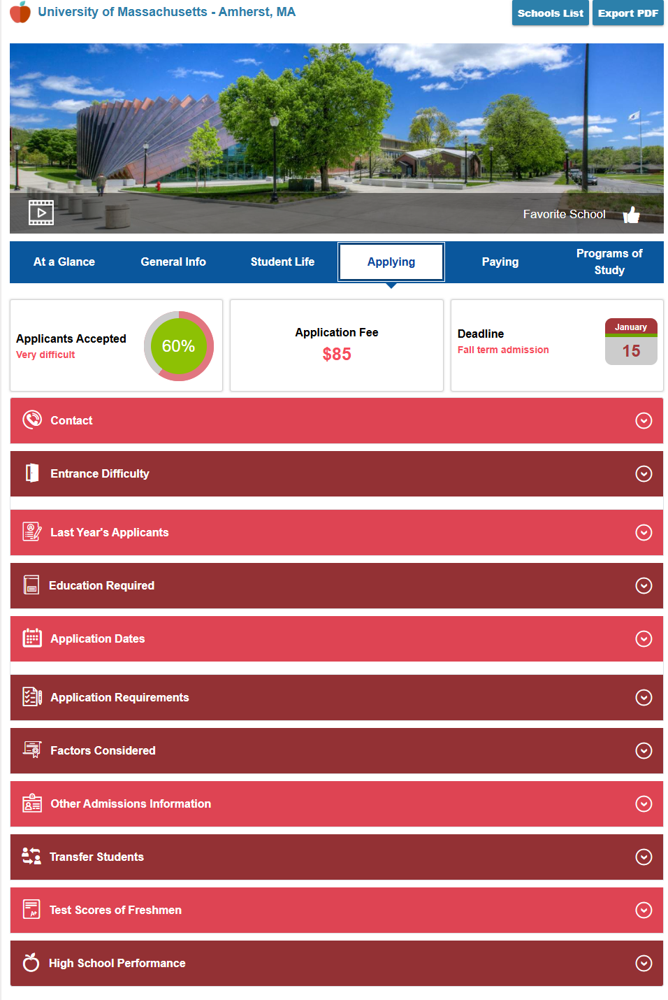 University of Massachusetts - Amherst, MA
Schools List
Export PDF
Favorite School
At a Glance
General Info
Student Life
Applying
Paying
Programs of
Study
Applicants Accepted
Very difficult
60%
Application Fee
$85
Deadline
Fall term admission
January
15
Contact
Entrance Difficulty
Last Year's Applicants
Education Required
Application Dates
Application Requirements
Factors Considered
Other Admissions Information
Transfer Students
A+
Test Scores of Freshmen
High School Performance